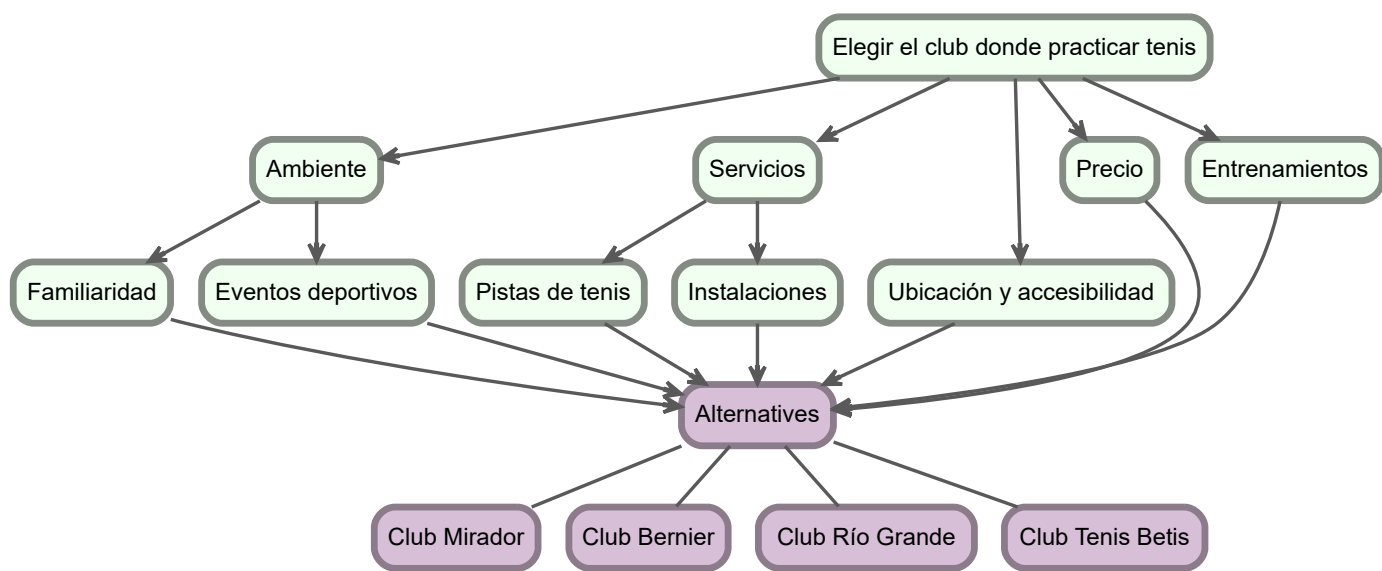 Elegir el club donde practicar tenis
Ambiente
Servicios
Precio
Entrenamientos
Familiaridad
Eventos deportivos
Pistas de tenis
Instalaciones
Ubicación y accesibilidad
Alternatives
Club Mirador
Club Bernier
Club Río Grande
Club Tenis Betis